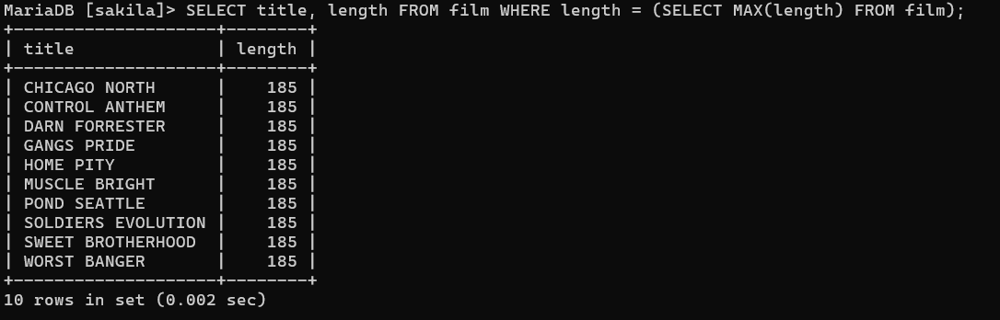 MariaDB [sakila]> SELECT title, length FROM film WHERE length = (SELECT MAX(length) FROM film);
+--------------------+--------+
| title              | length |
+--------------------+--------+
| CHICAGO NORTH      |    185 |
| CONTROL ANTHEM     |    185 |
| DARN FORRESTER     |    185 |
| GANGS PRIDE        |    185 |
| HOME PITY          |    185 |
| MUSCLE BRIGHT      |    185 |
| POND SEATTLE       |    185 |
| SOLDIERS EVOLUTION |    185 |
| SWEET BROTHERHOOD  |    185 |
| WORST BANGER       |    185 |
+--------------------+--------+
10 rows in set (0.002 sec)